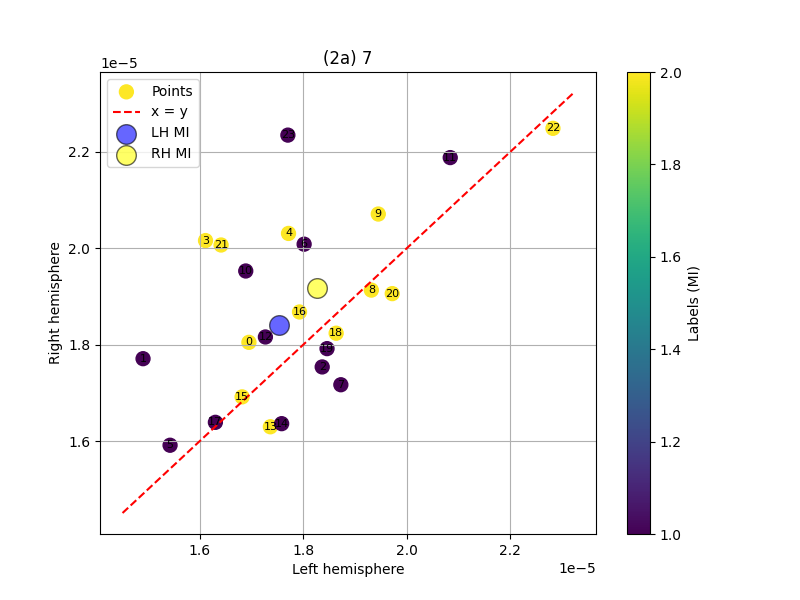 (2a) 7
1e−5
Points
x = y
LH MI
RH MI
2.2
2.0
1.8
1.6
Right hemisphere
22
9
4
3
21
8
20
16
18
0
15
13
1.6
1.8
2.0
2.2
Left hemisphere
1e−5
2.0
1.8
1.6
1.4
1.2
1.0
Labels (MI)